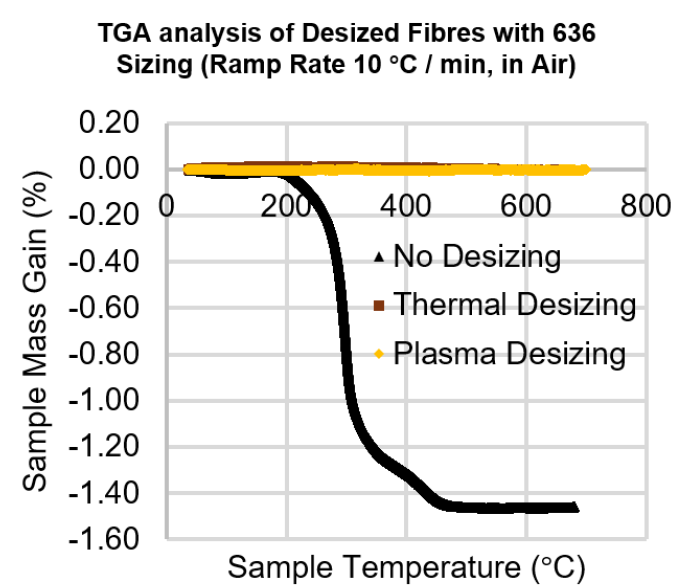 TGA analysis of Desized Fibres with 636
Sizing (Ramp Rate 10 °C / min, in Air)
0.20
0.00
-0.20
-0.40
-0.60
-0.80
-1.00
-1.20
-1.40
-1.60
Sample Mass Gain (%)
0 200 400 600 800
No Desizing
Thermal Desizing
Plasma Desizing
Sample Temperature (°C)